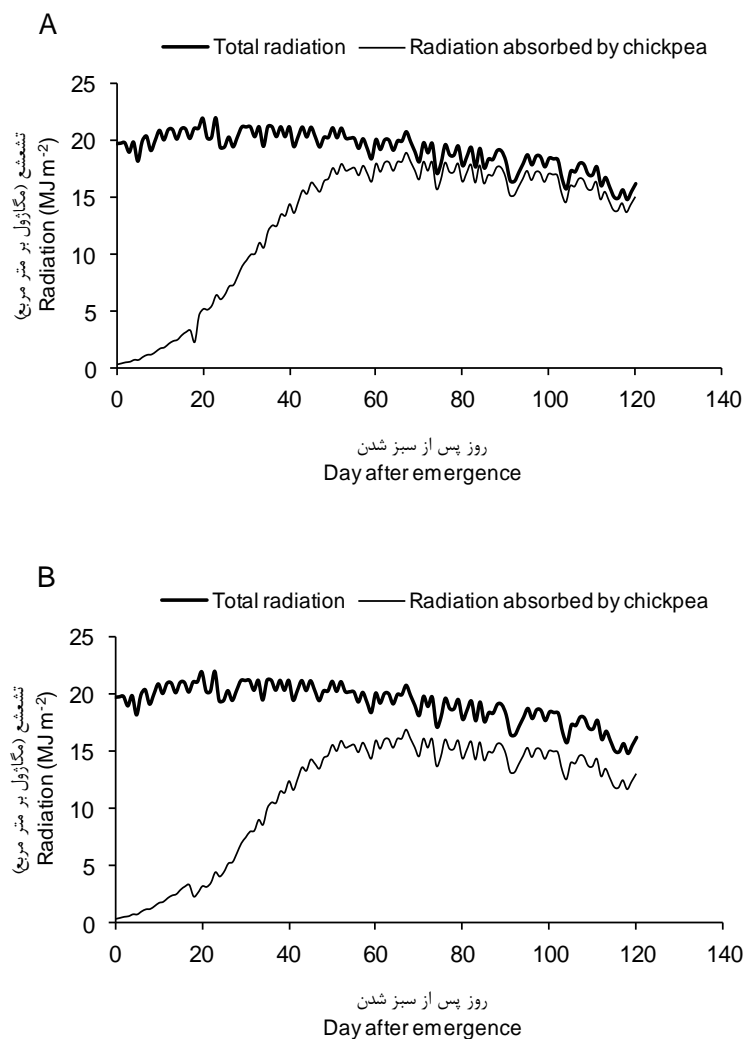 A
Total radiation Radiation absorbed by chickpea
25
20
15
10
5
0
تشعشع (مگاژول بر متر مربع)
Radiation (MJ m-2)
0 20 40 60 80 100 120 140
روز پس از سبز شدن
Day after emergence
B
Total radiation Radiation absorbed by chickpea
25
20
15
10
5
0
تشعشع (مگاژول بر متر مربع)
Radiation (MJ m-2)
0 20 40 60 80 100 120 140
روز پس از سبز شدن
Day after emergence